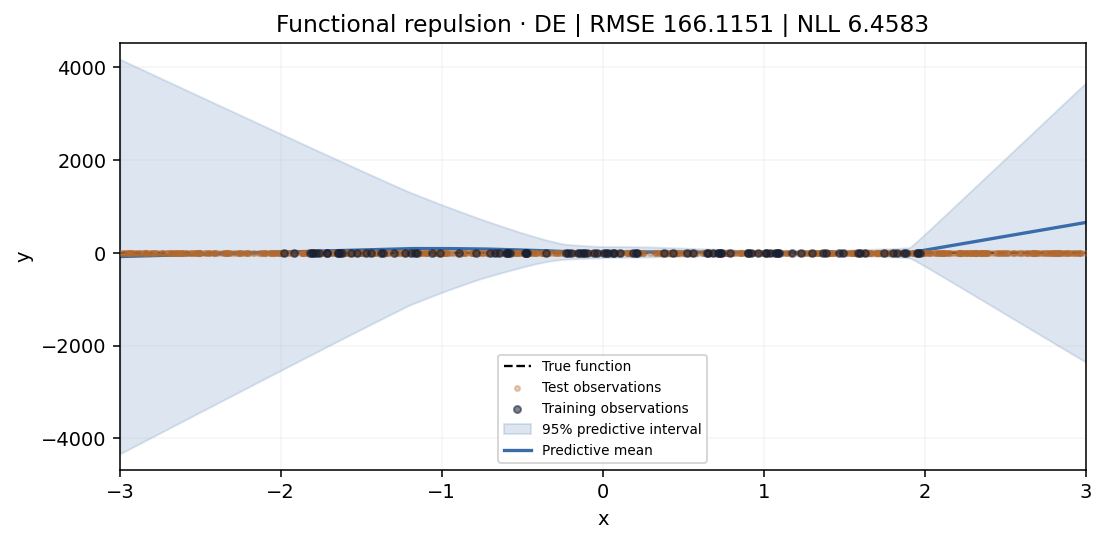 Functional repulsion · DE | RMSE 166.1151 | NLL 6.4583
4000
2000
0
−2000
−4000
y
True function
Test observations
Training observations
95% predictive interval
Predictive mean
−3
−2
−1
0
1
2
3
x